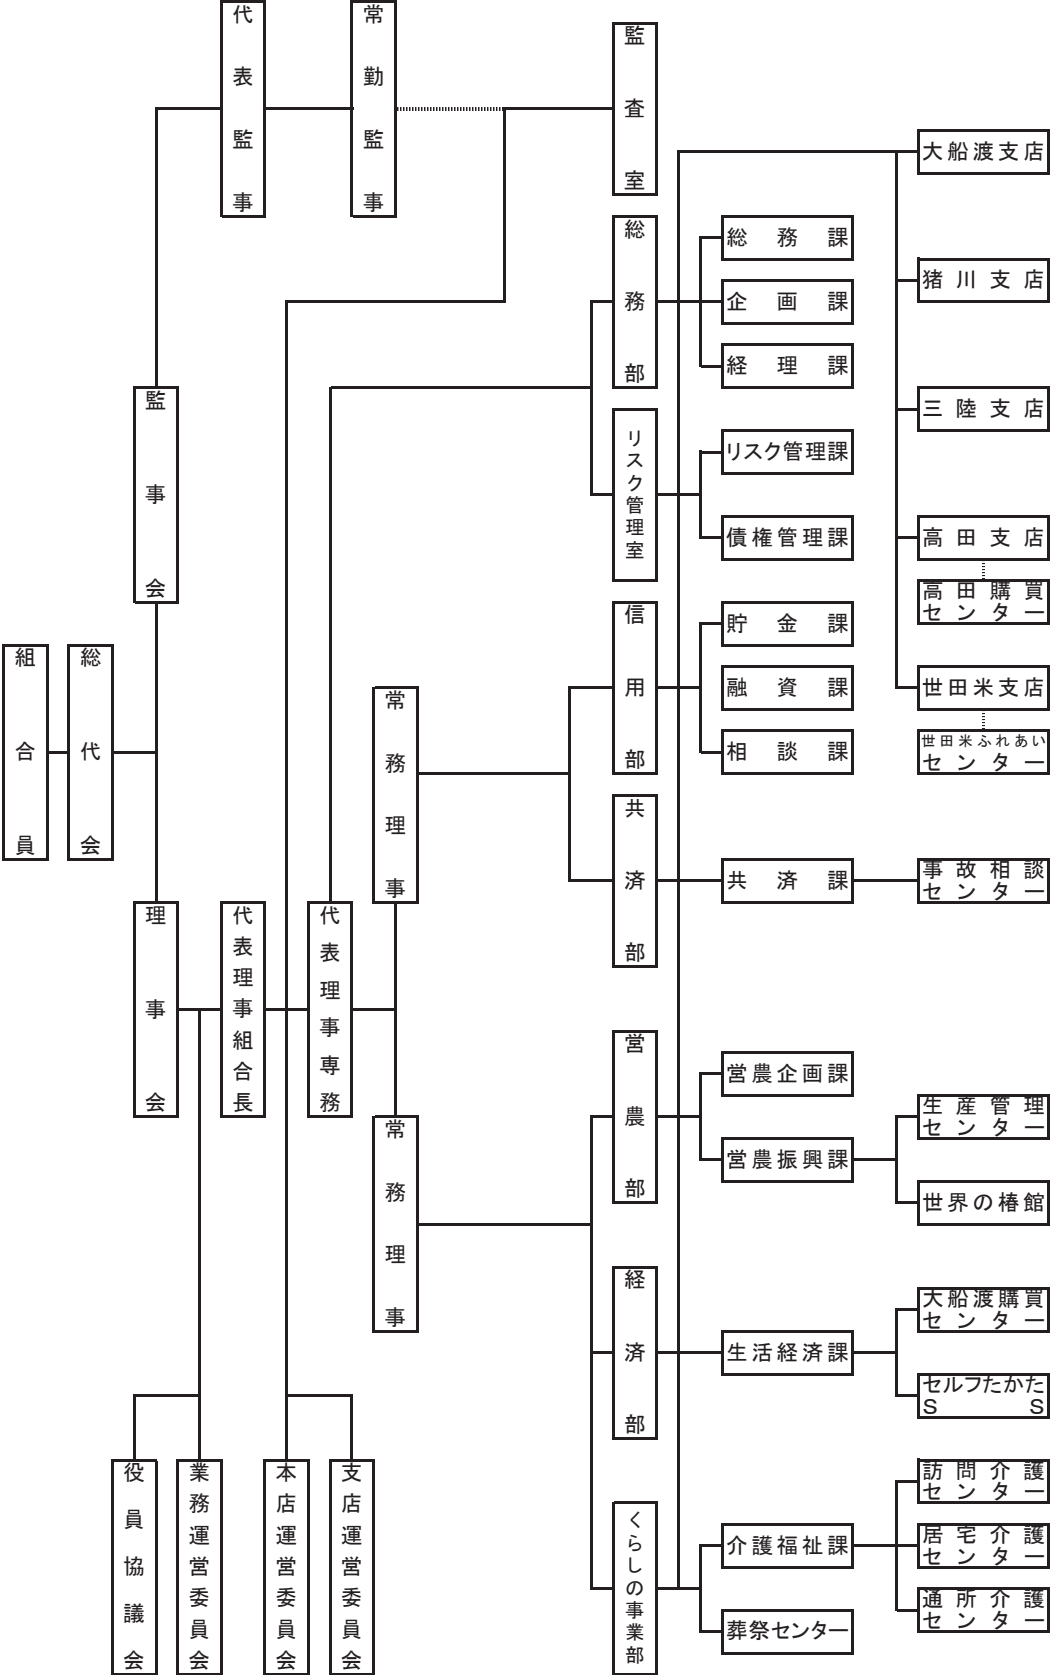 組合員
総代会
監事会
理事会
代表監事
常勤監事
代表理事組合長
代表理事専務
常務理事
常務理事
役員協議会
業務運営委員会
本店運営委員会
支店運営委員会
監査室
総務部
リスク管理室
信用部
共済部
営農部
経済部
くらしの事業部
総務課
企画課
経理課
リスク管理課
債権管理課
貯金課
融資課
相談課
共済課
営農企画課
営農振興課
生活経済課
介護福祉課
葬祭センター
大船渡支店
猪川支店
三陸支店
高田支店
高田購買
センター
世田米支店
世田米ふれあい
センター
事故相談
センター
生産管理
センター
世界の椿館
大船渡購買
センター
セルフたかた
SS
訪問介護
センター
居宅介護
センター
通所介護
センター